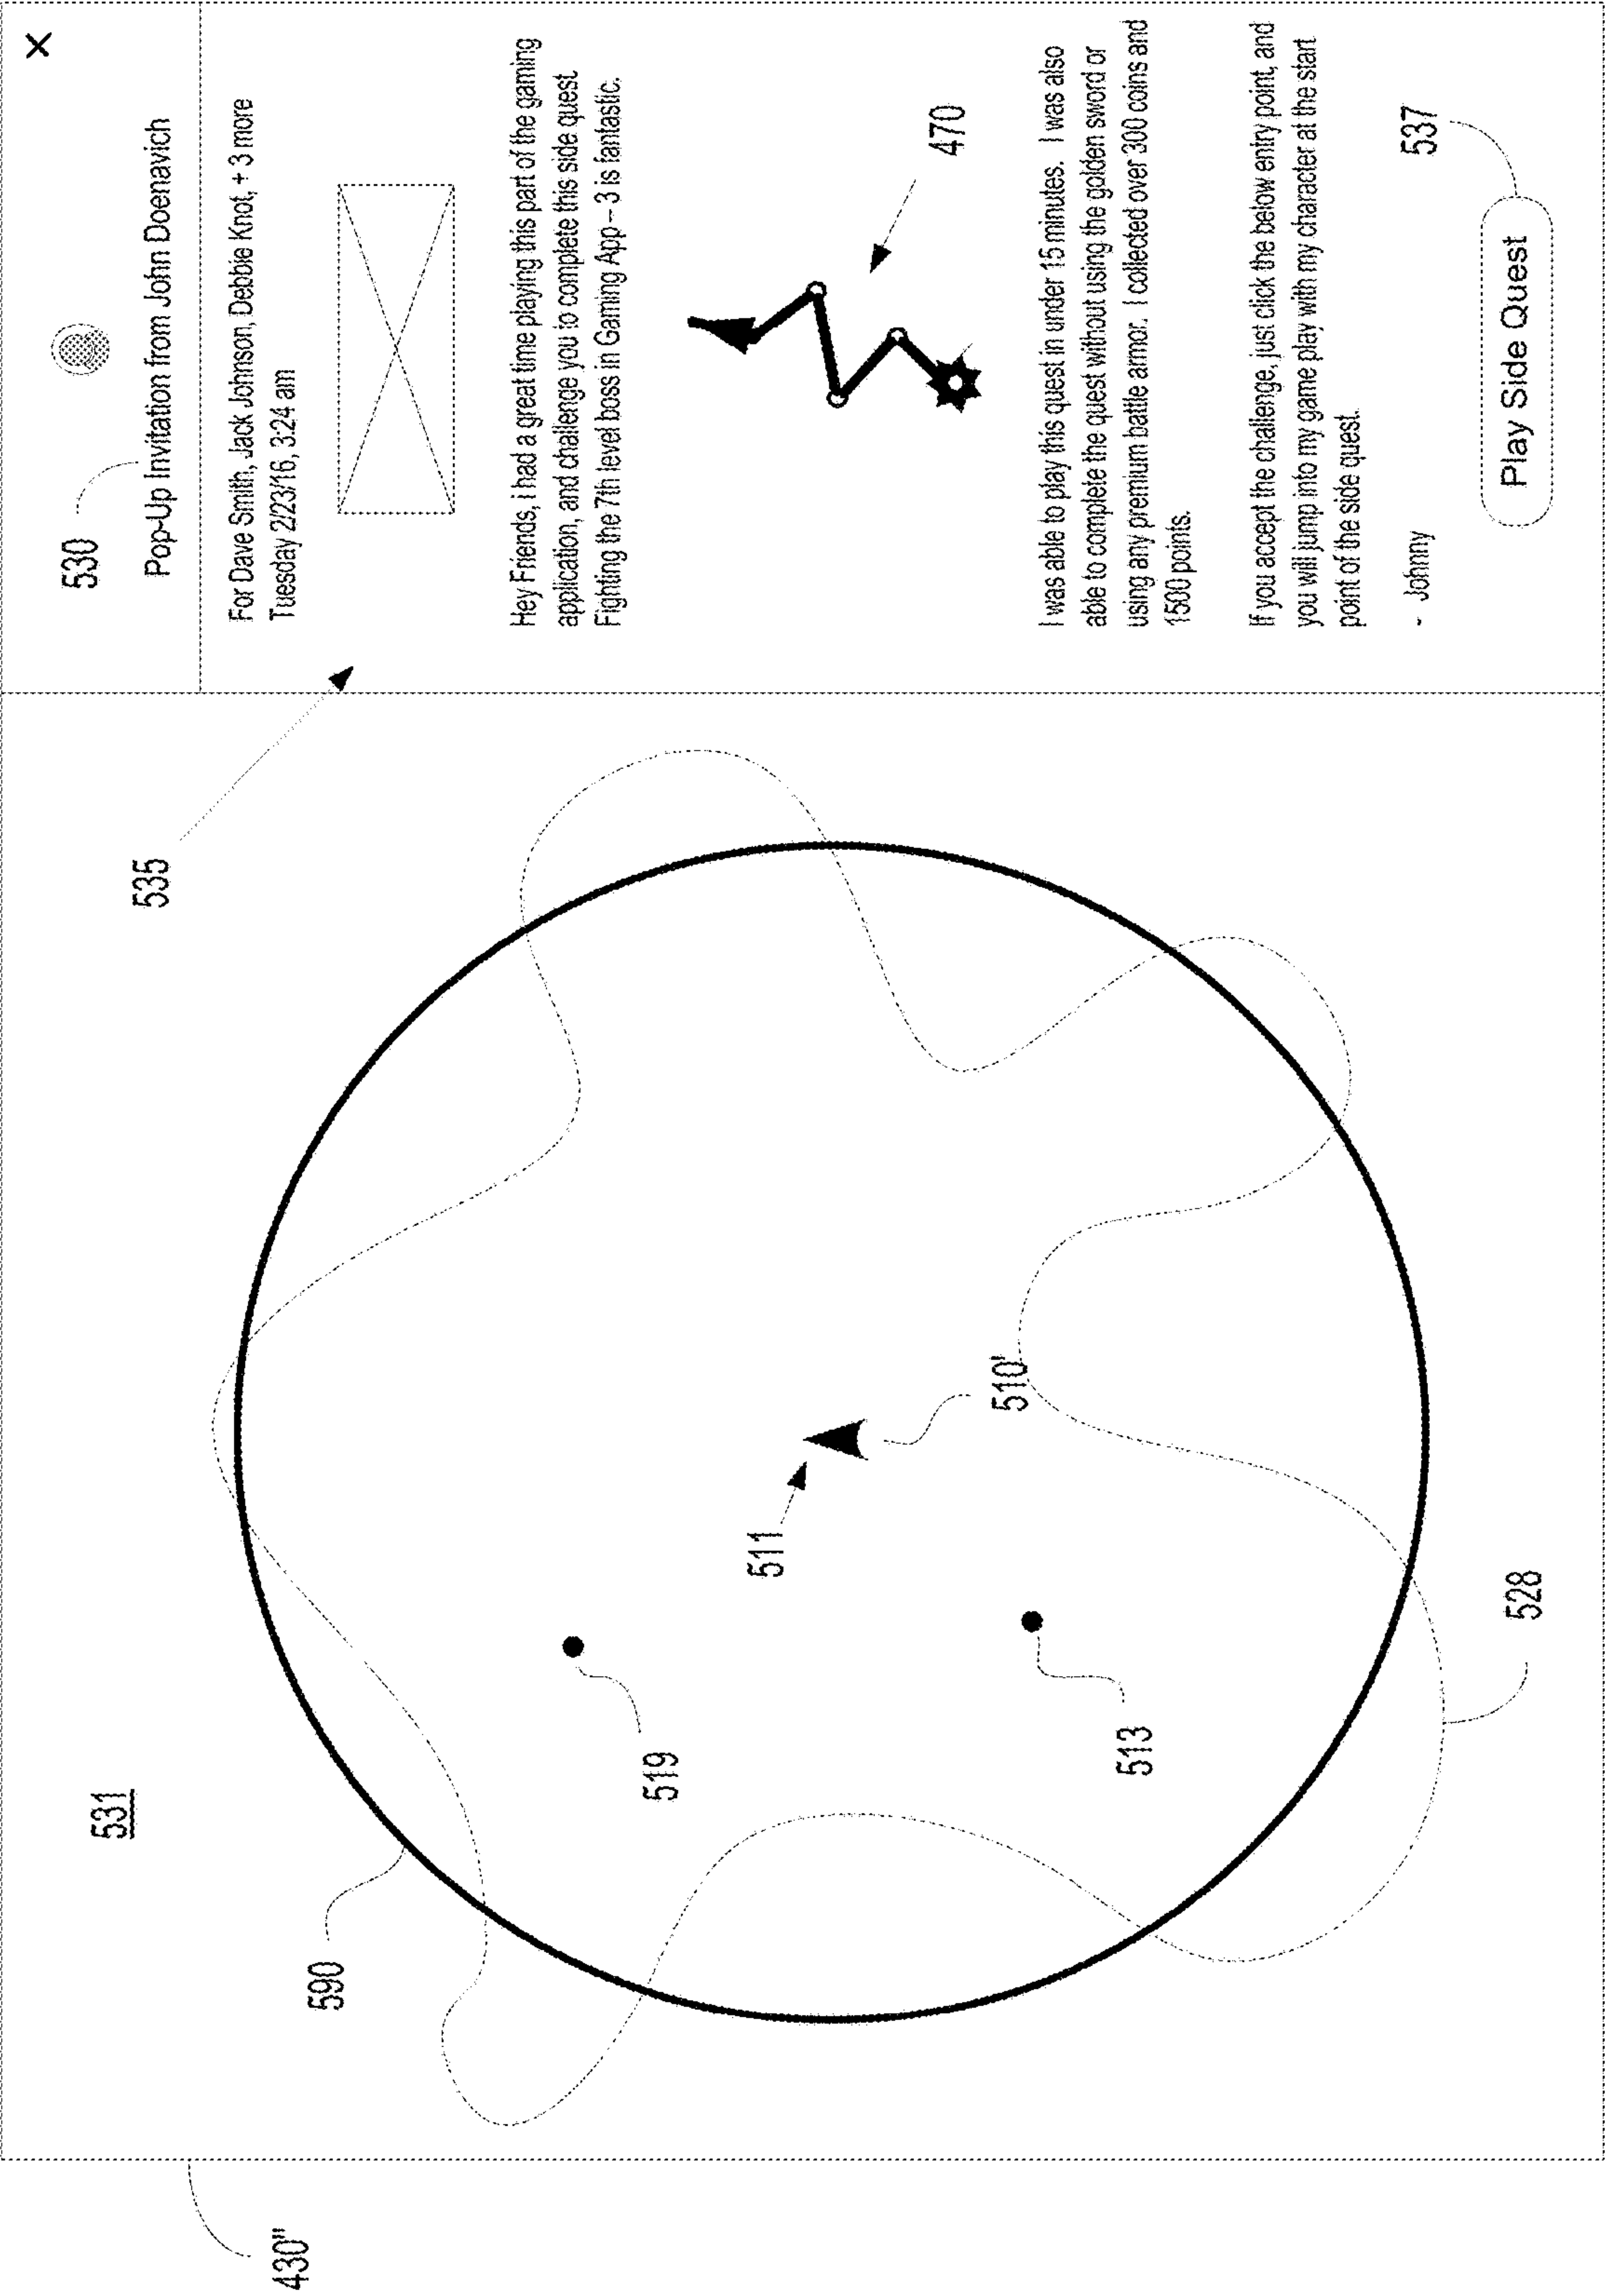 430"
531
590
519
513
528
511
510'
535
530
X
Pop-Up Invitation from John Doenavich
For Dave Smith, Jack Johnson, Debbie Knot, + 3 more
Tuesday 2/23/16, 3:24 am
Hey Friends, I had a great time playing this part of the gaming
application, and challenge you to complete this side quest.
Fighting the 7th level boss in Gaming App – 3 is fantastic.
470
I was able to play this quest in under 15 minutes. I was also
able to complete the quest without using the golden sword or
using any premium battle armor. I collected over 300 coins and
1500 points.
If you accept the challenge, just click the below entry point, and
you will jump into my game play with my character at the start
point of the side quest.
- Johnny
537
Play Side Quest